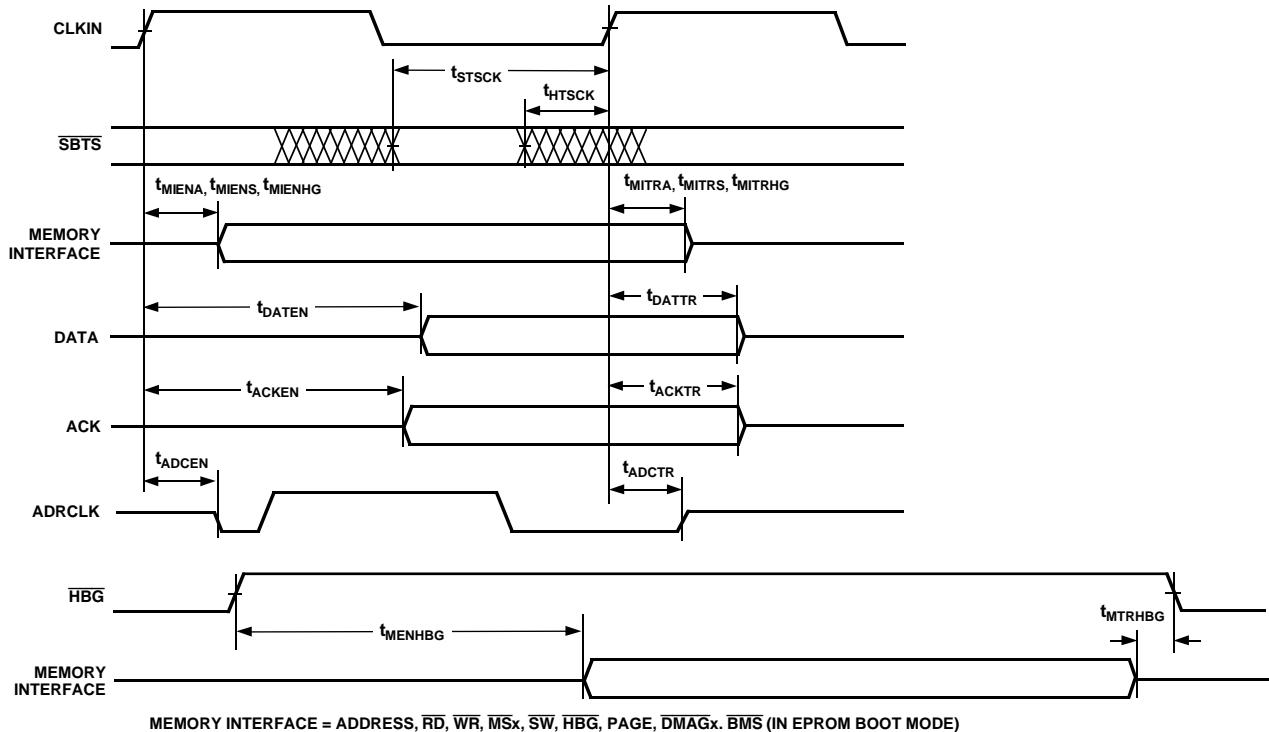 CLKIN
tSTSCK
tHTSCK
SBTS
tMIENA, tMIENS, tMIENHG
tMITRA, tMITRS, tMITRHG
MEMORY
INTERFACE
tDATEN
tDATTR
DATA
tACKEN
tACKTR
ACK
tADCEN
tADCTR
ADRCLK
HBG
tMENHBG
tMTRHBG
MEMORY
INTERFACE
MEMORY INTERFACE = ADDRESS, RD, WR, MSx, SW, HBG, PAGE, DMAGx. BMS (IN EPROM BOOT MODE)